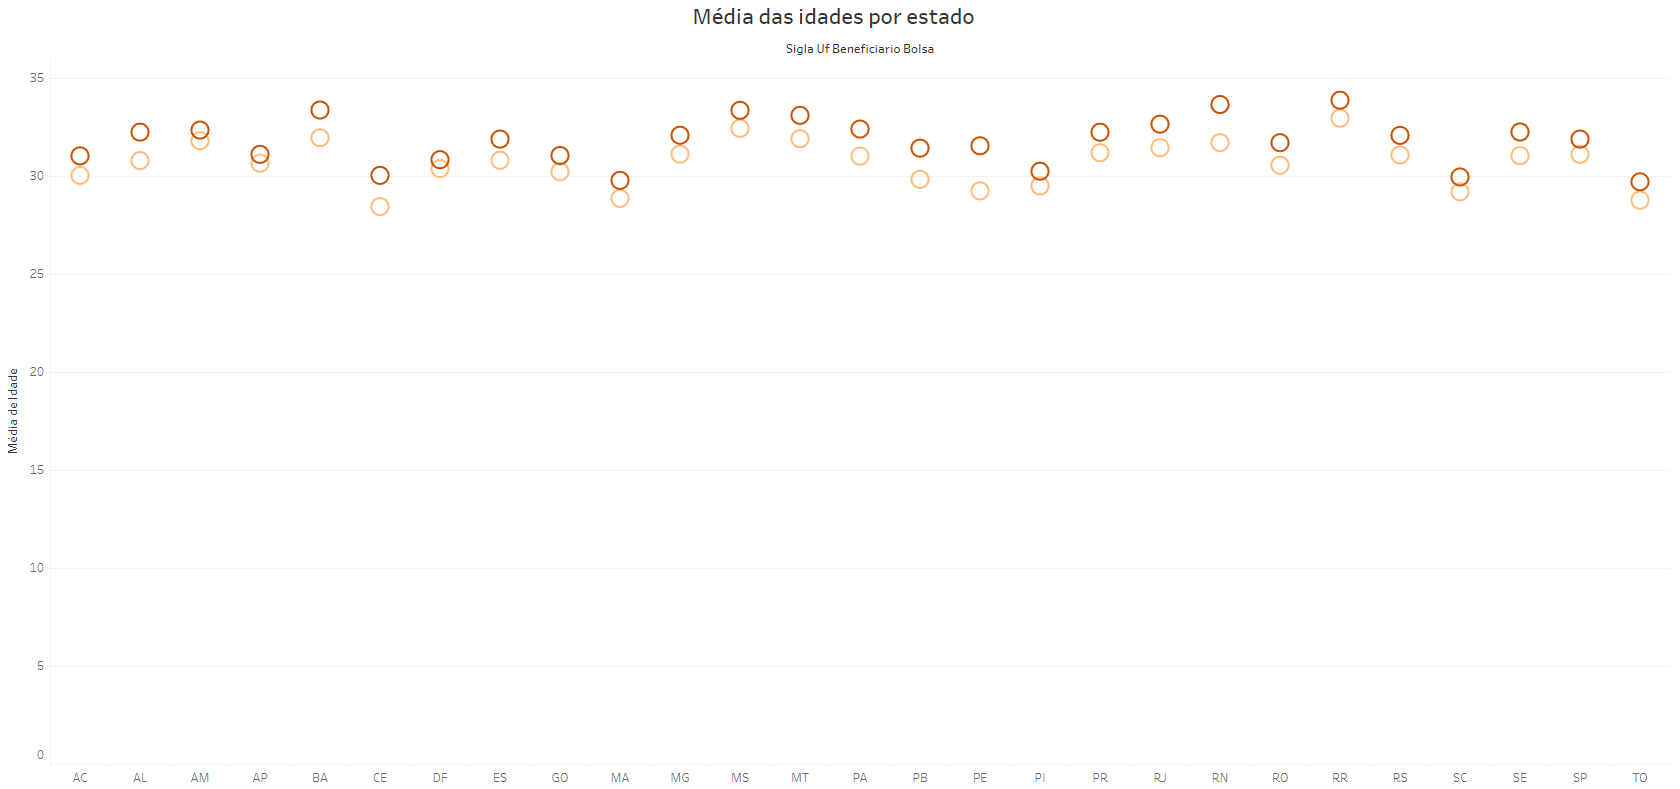 Média das idades por estado
Sigla Uf Beneficiario Bolsa
35
30
25
20
15
10
5
0
Média de Idade
AC AL AM AP BA CE DF ES GO MA MG MS MT PA PB PE PI PR RJ RN RO RR RS SC SE SP TO